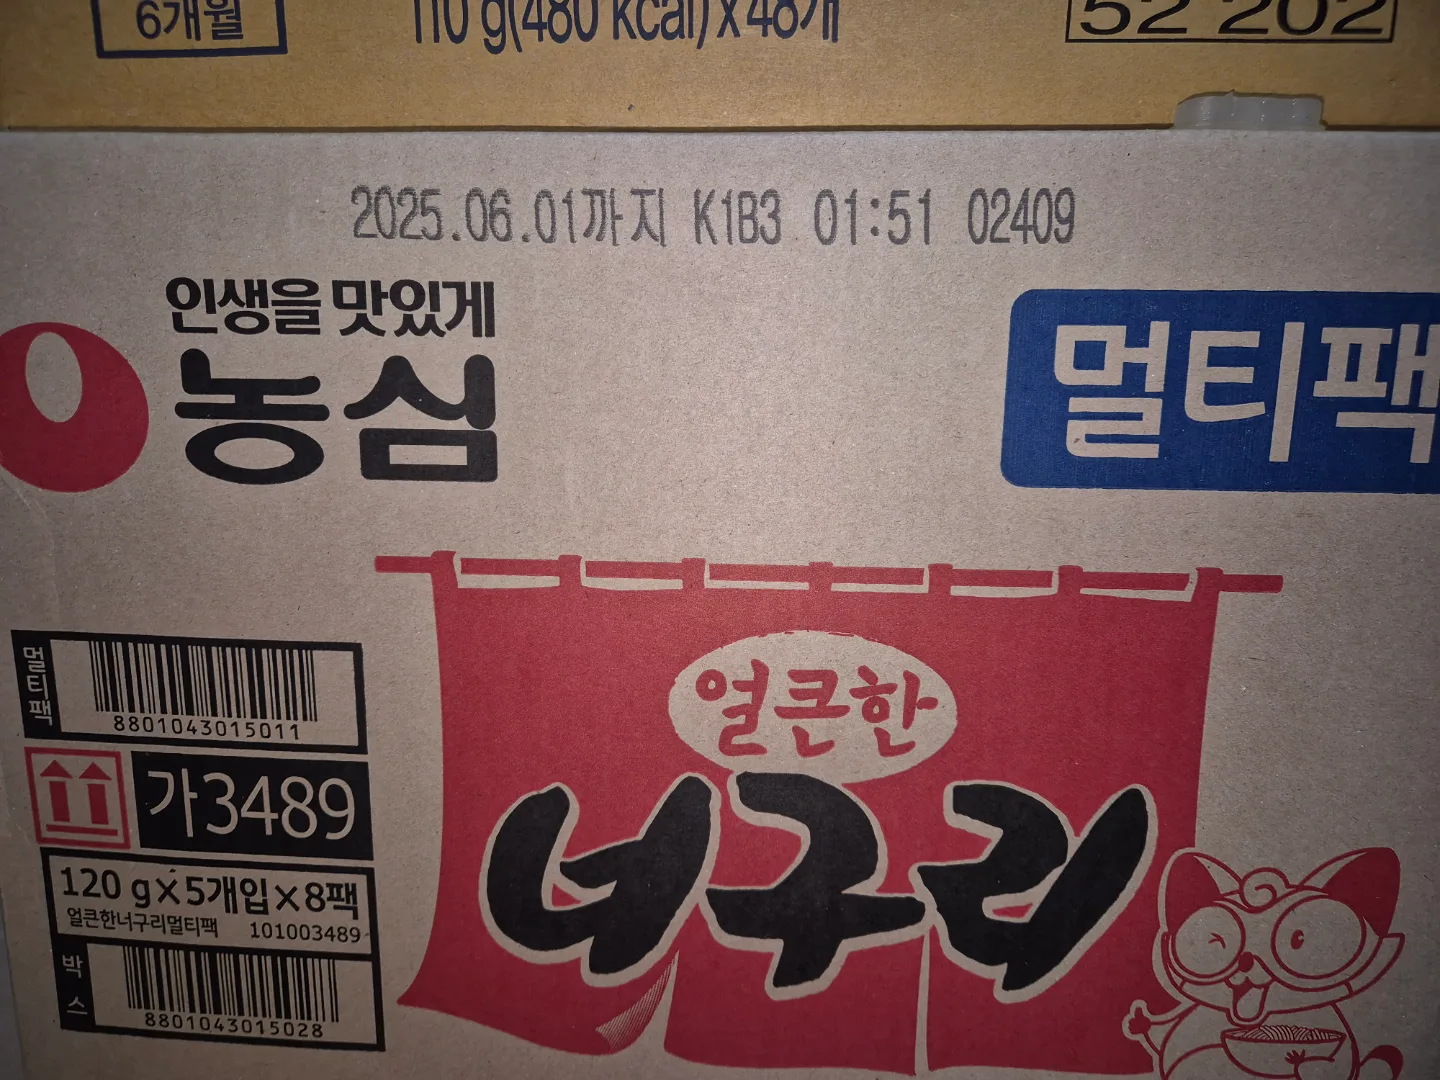 6개월
110 g(480 kcal)x48개
52 202
2025.06.01까지 K1B3 01:51 02409
인생을 맛있게
농심
멀티팩
얼큰한
너구리
멀티팩
8801043015011
가3489
120 g×5개입×8팩
얼큰한너구리멀티팩 101003489
박스
8801043015028